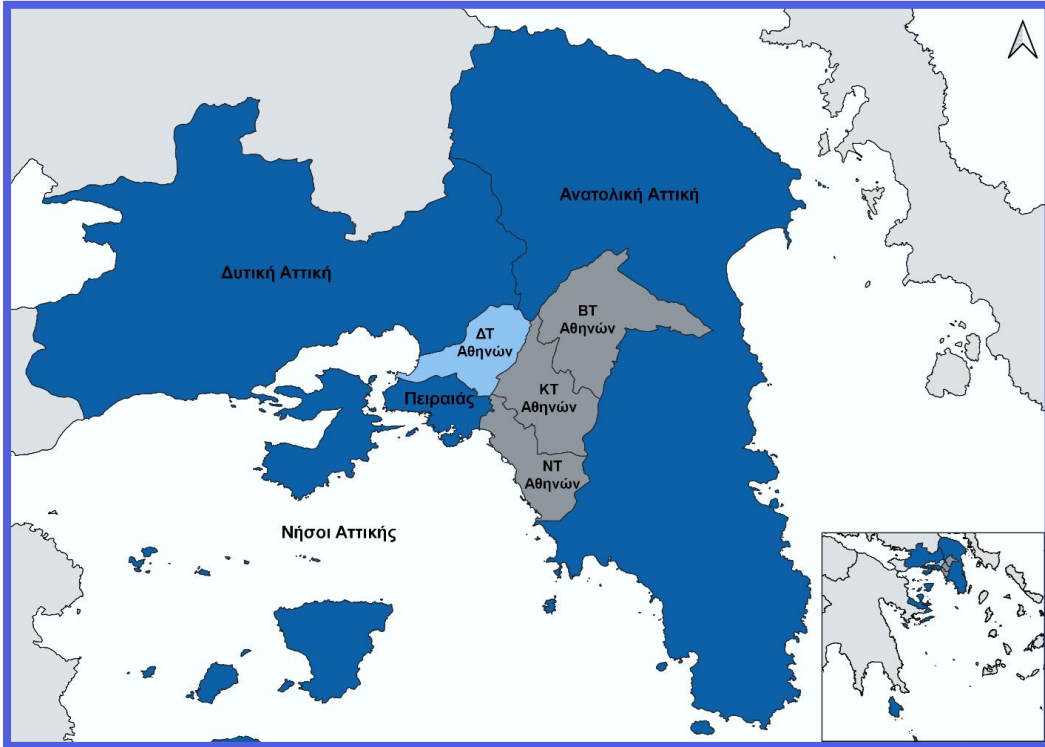 Ανατολική Αττική
Δυτική Αττική
ΒΤ
Αθηνών
ΔΤ
Αθηνών
ΚΤ
Αθηνών
Πειραιάς
ΝΤ
Αθηνών
Νήσοι Αττικής